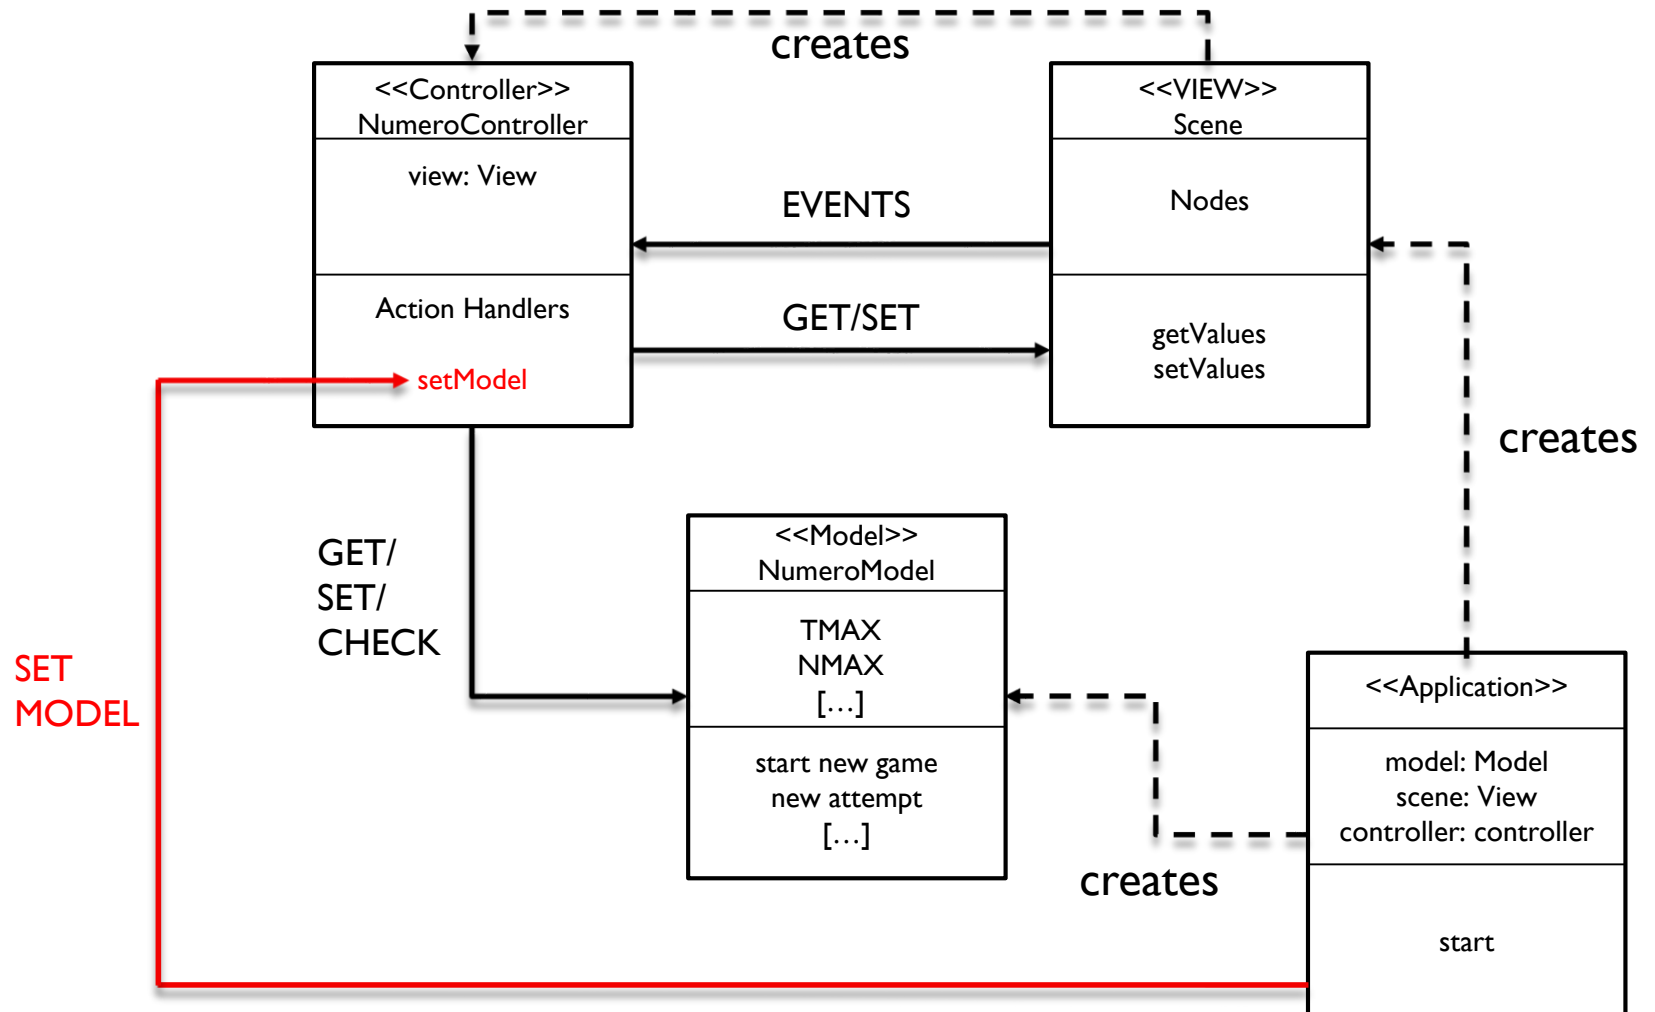 creates
<<Controller>>
NumeroController
view: View
Action Handlers
setModel
EVENTS
GET/SET
<<VIEW>>
Scene
Nodes
getValues
setValues
creates
GET/
SET/
CHECK
SET
MODEL
<<Model>>
NumeroModel
TMAX
NMAX
[...]
start new game
new attempt
[...]
creates
<<Application>>
model: Model
scene: View
controller: controller
start